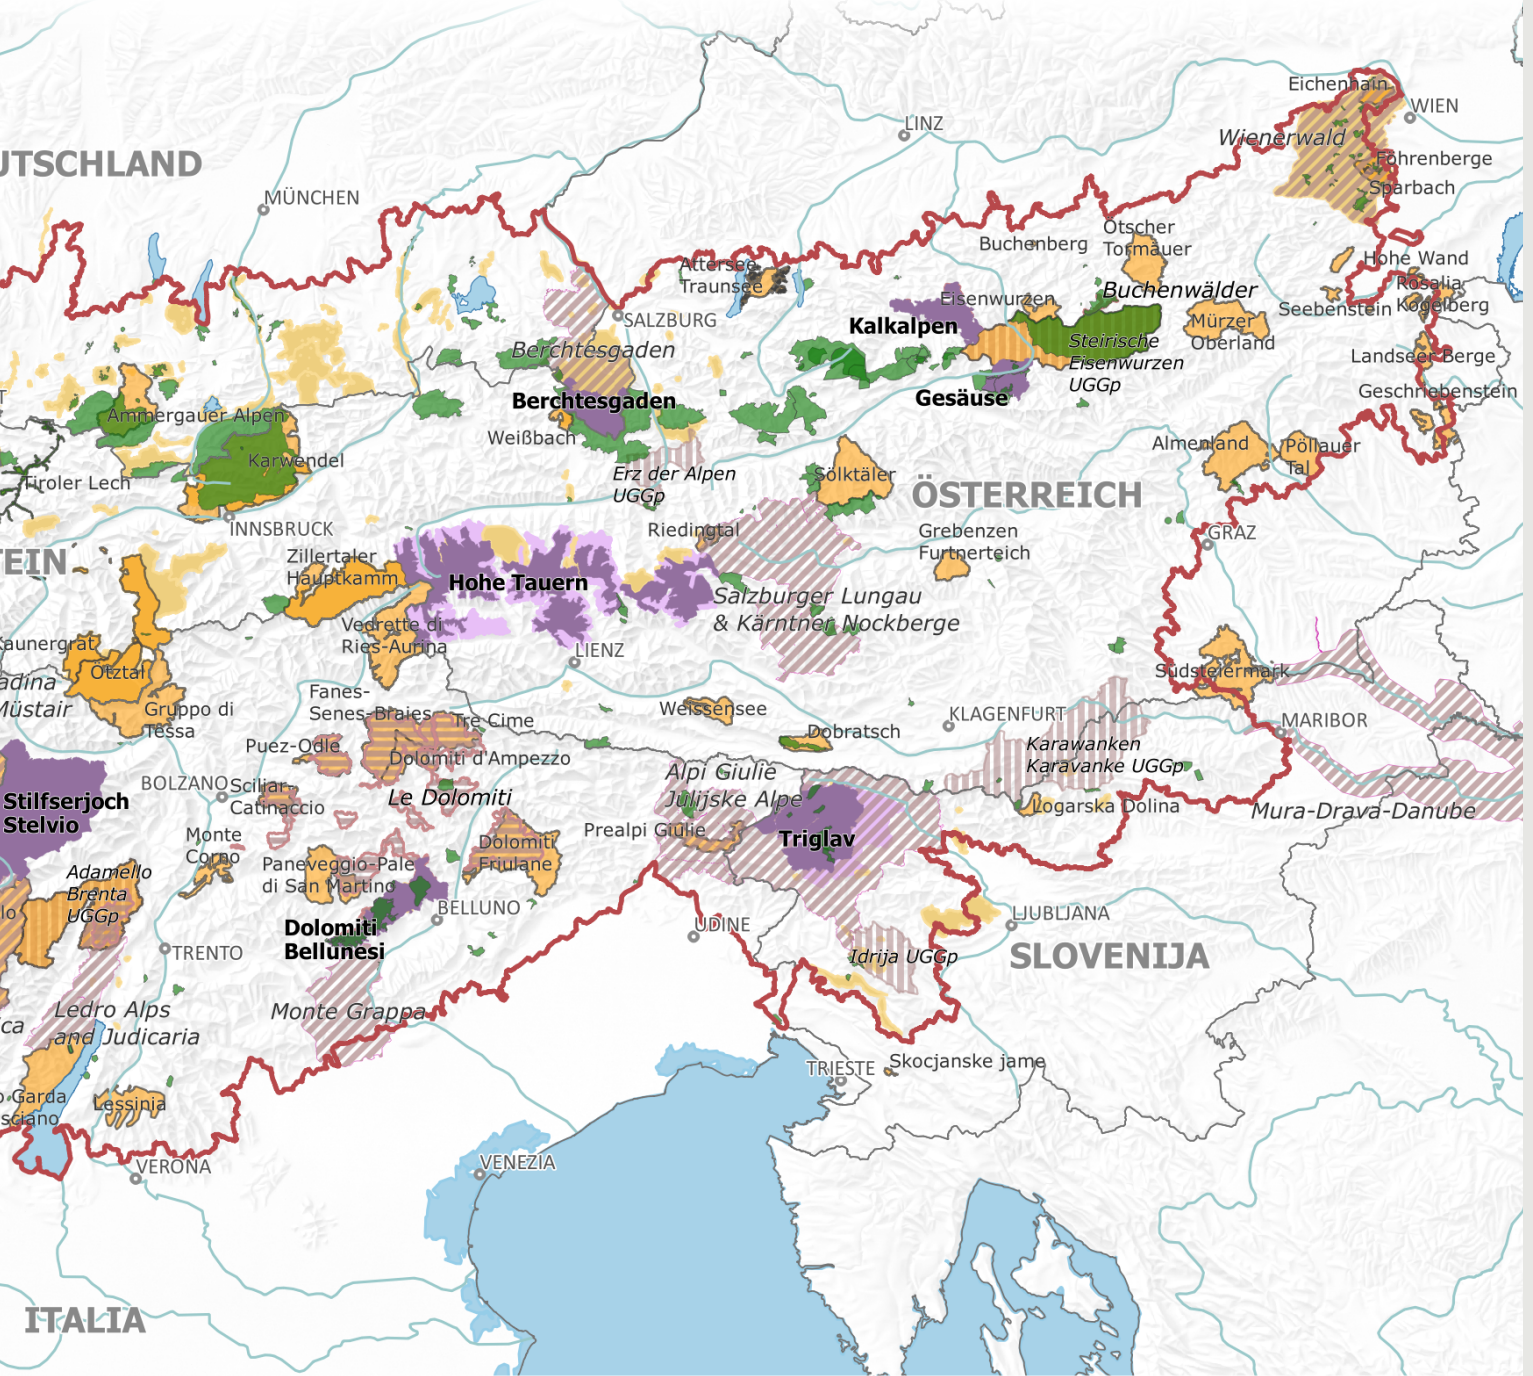 Eichenhain
WIEN
LINZ
Wienerwald
UTSCHLAND
Föhrenberge
Sparbach
MÜNCHEN
Ötscher
Tormäuer
Buchenberg
Hohe Wand
Attersee
Traunsee
Rosalia
Kogelberg
Buchenwälder
Eisenwurzen
Seebenstein
SALZBURG
Kalkalpen
Mürzer
Oberland
Steirische
Eisenwurzen
UGGp
Berchtesgaden
Landseer Berge
Geschriebenstein
Berchtesgaden
Gesäuse
Ammergauer Alpen
Weißbach
Almenland
Pöllauer
Tal
Karwendel
Erz der Alpen
UGGp
Sölktäler
Tiroler Lech
ÖSTERREICH
INNSBRUCK
Riedingtal
Grebenzen
Furtnerteich
GRAZ
TEIN
Zillertaler
Hauptkamm
Hohe Tauern
Salzburger Lungau
& Kärntner Nockberge
Vedrette di
Ries-Aurina
Kaunergrat
LIENZ
Ötztal
Südsteiermark
adina
Müstair
Gruppo di
Tessa
Fanes-
Senes-Braies
Tre Cime
Weissensee
KLAGENFURT
MARIBOR
Dobratsch
Puez-Odle
Dolomiti d'Ampezzo
Karawanken
Karavanke UGGp
BOLZANO
Sciliar-
Catinaccio
Alpi Giulie
Julijske Alpe
Le Dolomiti
Stilfserjoch
Stelvio
Logarska Dolina
Mura-Drava-Danube
Monte
Corno
Prealpi Giulie
Triglav
Dolomiti
Friulane
Paneveggio-Pale
di San Martino
Adamello
Brenta
UGGp
lo
BELLUNO
LJUBLJANA
UDINE
Dolomiti
Bellunesi
TRENTO
SLOVENIJA
Idrija UGGp
Ledro Alps
and Judicaria
Monte Grappa
ca
TRIESTE
Skocjanske jame
o Garda
sciano
Lessinia
VERONA
VENEZIA
ITALIA